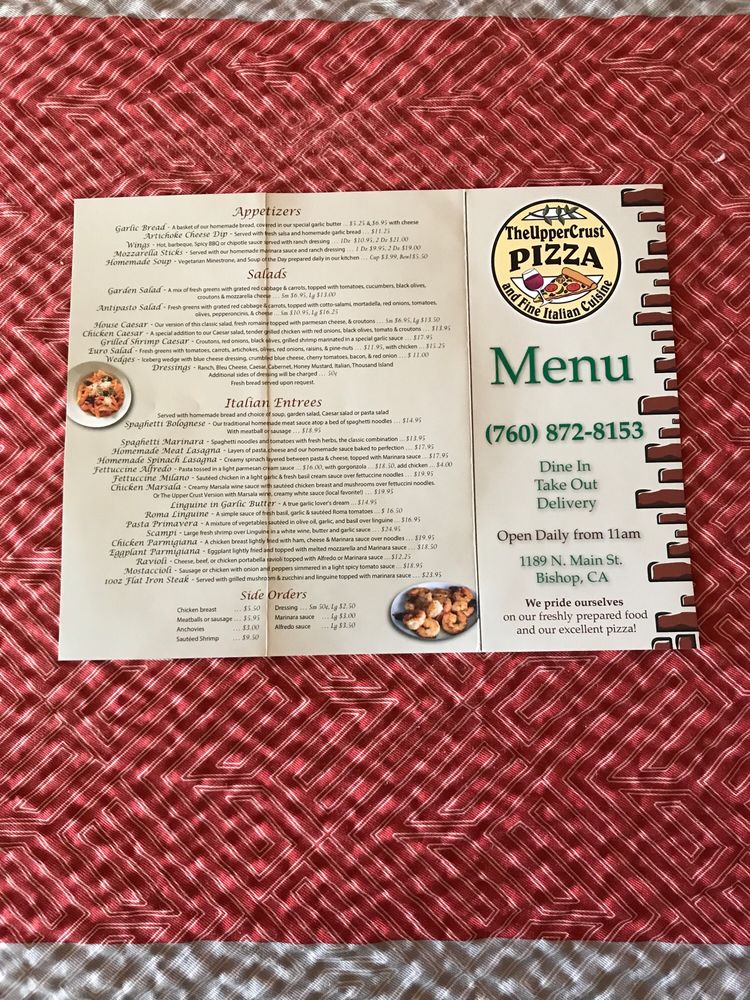 Appetizers
Garlic Bread - A basket of our homemade bread, covered in our special garlic butter ... $5.25 & $6.95 with cheese
Artichoke Cheese Dip - Served with fresh salsa and homemade garlic bread ... $11.25
Wings - Hot, barbeque, Spicy BBQ or chipotle sauce served with ranch dressing ... 1Dz $10.95, 2 Dz $21.00
Mozzarella Sticks - Served with our homemade marinara sauce and ranch dressing ... 1 Dz $9.95, 2 Dz $19.00
Homemade Soup - Vegetarian Minestrone, and Soup of the Day prepared daily in our kitchen ... Cup $3.99, Bowl $5.50
Salads
Garden Salad - A mix of fresh greens with grated red cabbage & carrots, topped with tomatoes, cucumbers, black olives,
croutons & mozzarella cheese ... Sm $6.95, Lg $13.00
Antipasto Salad - Fresh greens with grated red cabbage & carrots, topped with cotto-salami, mortadella, red onions, tomatoes,
olives, pepperoncinis, & cheese ... Sm $10.95, Lg $16.25
House Caesar - Our version of this classic salad, fresh romaine topped with parmesan cheese, & croutons ... Sm $6.95, Lg $13.50
Chicken Caesar - A special addition to our Caesar salad, tender grilled chicken with red onions, black olives, tomato & croutons ... $15.95
Grilled Shrimp Caesar - Croutons, red onions, black olives, grilled shrimp marinated in a special garlic sauce ... $17.95
Euro Salad - Fresh greens with tomatoes, carrots, artichokes, olives, red onions, raisins, & pine-nuts ... $11.95, with chicken ... $15.25
Wedges - Iceberg wedge with blue cheese dressing, crumbled blue cheese, cherry tomatoes, bacon, & red onion ... $ 11.00
Dressings - Ranch, Bleu Cheese, Caesar, Cabernet, Honey Mustard, Italian, Thousand Island
Additional sides of dressing will be charged ... 50¢
Fresh bread served upon request.
Italian Entrees
Served with homemade bread and choice of soup, garden salad, Caesar salad or pasta salad
Spaghetti Bolognese - Our traditional homemade meat sauce atop a bed of spaghetti noodles ... $14.95
With meatball or sausage ... $18.95
Spaghetti Marinara - Spaghetti noodles and tomatoes with fresh herbs, the classic combination ... $13.95
Homemade Meat Lasagna - Layers of pasta, cheese and our homemade sauce baked to perfection ... $17.95
Homemade Spinach Lasagna - Creamy spinach layered between pasta & cheese, topped with Marinara sauce ... $17.95
Fettuccine Alfredo - Pasta tossed in a light parmesan cream sauce ... $16.00, with gorgonzola ... $18.50, add chicken ... $4.00
Fettuccine Milano - Sautéed chicken in a light garlic & fresh basil cream sauce over fettuccine noodles ... $19.95
Chicken Marsala - Creamy Marsala wine sauce with sautéed chicken breast and mushrooms over fettuccini noodles.
Or The Upper Crust Version with Marsala wine, creamy white sauce (local favorite!) ... $19.95
Linguine in Garlic Butter - A true garlic lover's dream ... $14.95
Roma Linguine - A simple sauce of fresh basil, garlic & sautéed Roma tomatoes ... $ 16.50
Pasta Primavera - A mixture of vegetables sautéed in olive oil, garlic, and basil over linguine ... $16.95
Scampi - Large fresh shrimp over Linguine in a white wine, butter and garlic sauce ... $24.95
Chicken Parmigiana - A chicken breast lightly fried with ham, cheese & Marinara sauce over noodles ... $19.95
Eggplant Parmigiana - Eggplant lightly fried and topped with melted mozzarella and Marinara sauce ... $18.50
Ravioli - Cheese, beef, or chicken portabella ravioli topped with Alfredo or Marinara sauce ... $12.25
Mostaccioli - Sausage or chicken with onion and peppers simmered in a light spicy tomato sauce ... $18.95
10oz Flat Iron Steak - Served with grilled mushroom & zucchini and linguine topped with marinara sauce ... $23.95
Side Orders
Chicken breast ... $5.50
Meatballs or sausage ... $5.95
Anchovies ... $3.00
Sautéed Shrimp ... $9.50
Dressing ... Sm 50¢, Lg $2.50
Marinara sauce ... Lg $3.00
Alfredo sauce ... Lg $3.50
TheUpperCrust
PIZZA
and Fine Italian Cuisine
Menu
(760) 872-8153
Dine In
Take Out
Delivery
Open Daily from 11am
1189 N. Main St.
Bishop, CA
We pride ourselves
on our freshly prepared food
and our excellent pizza!